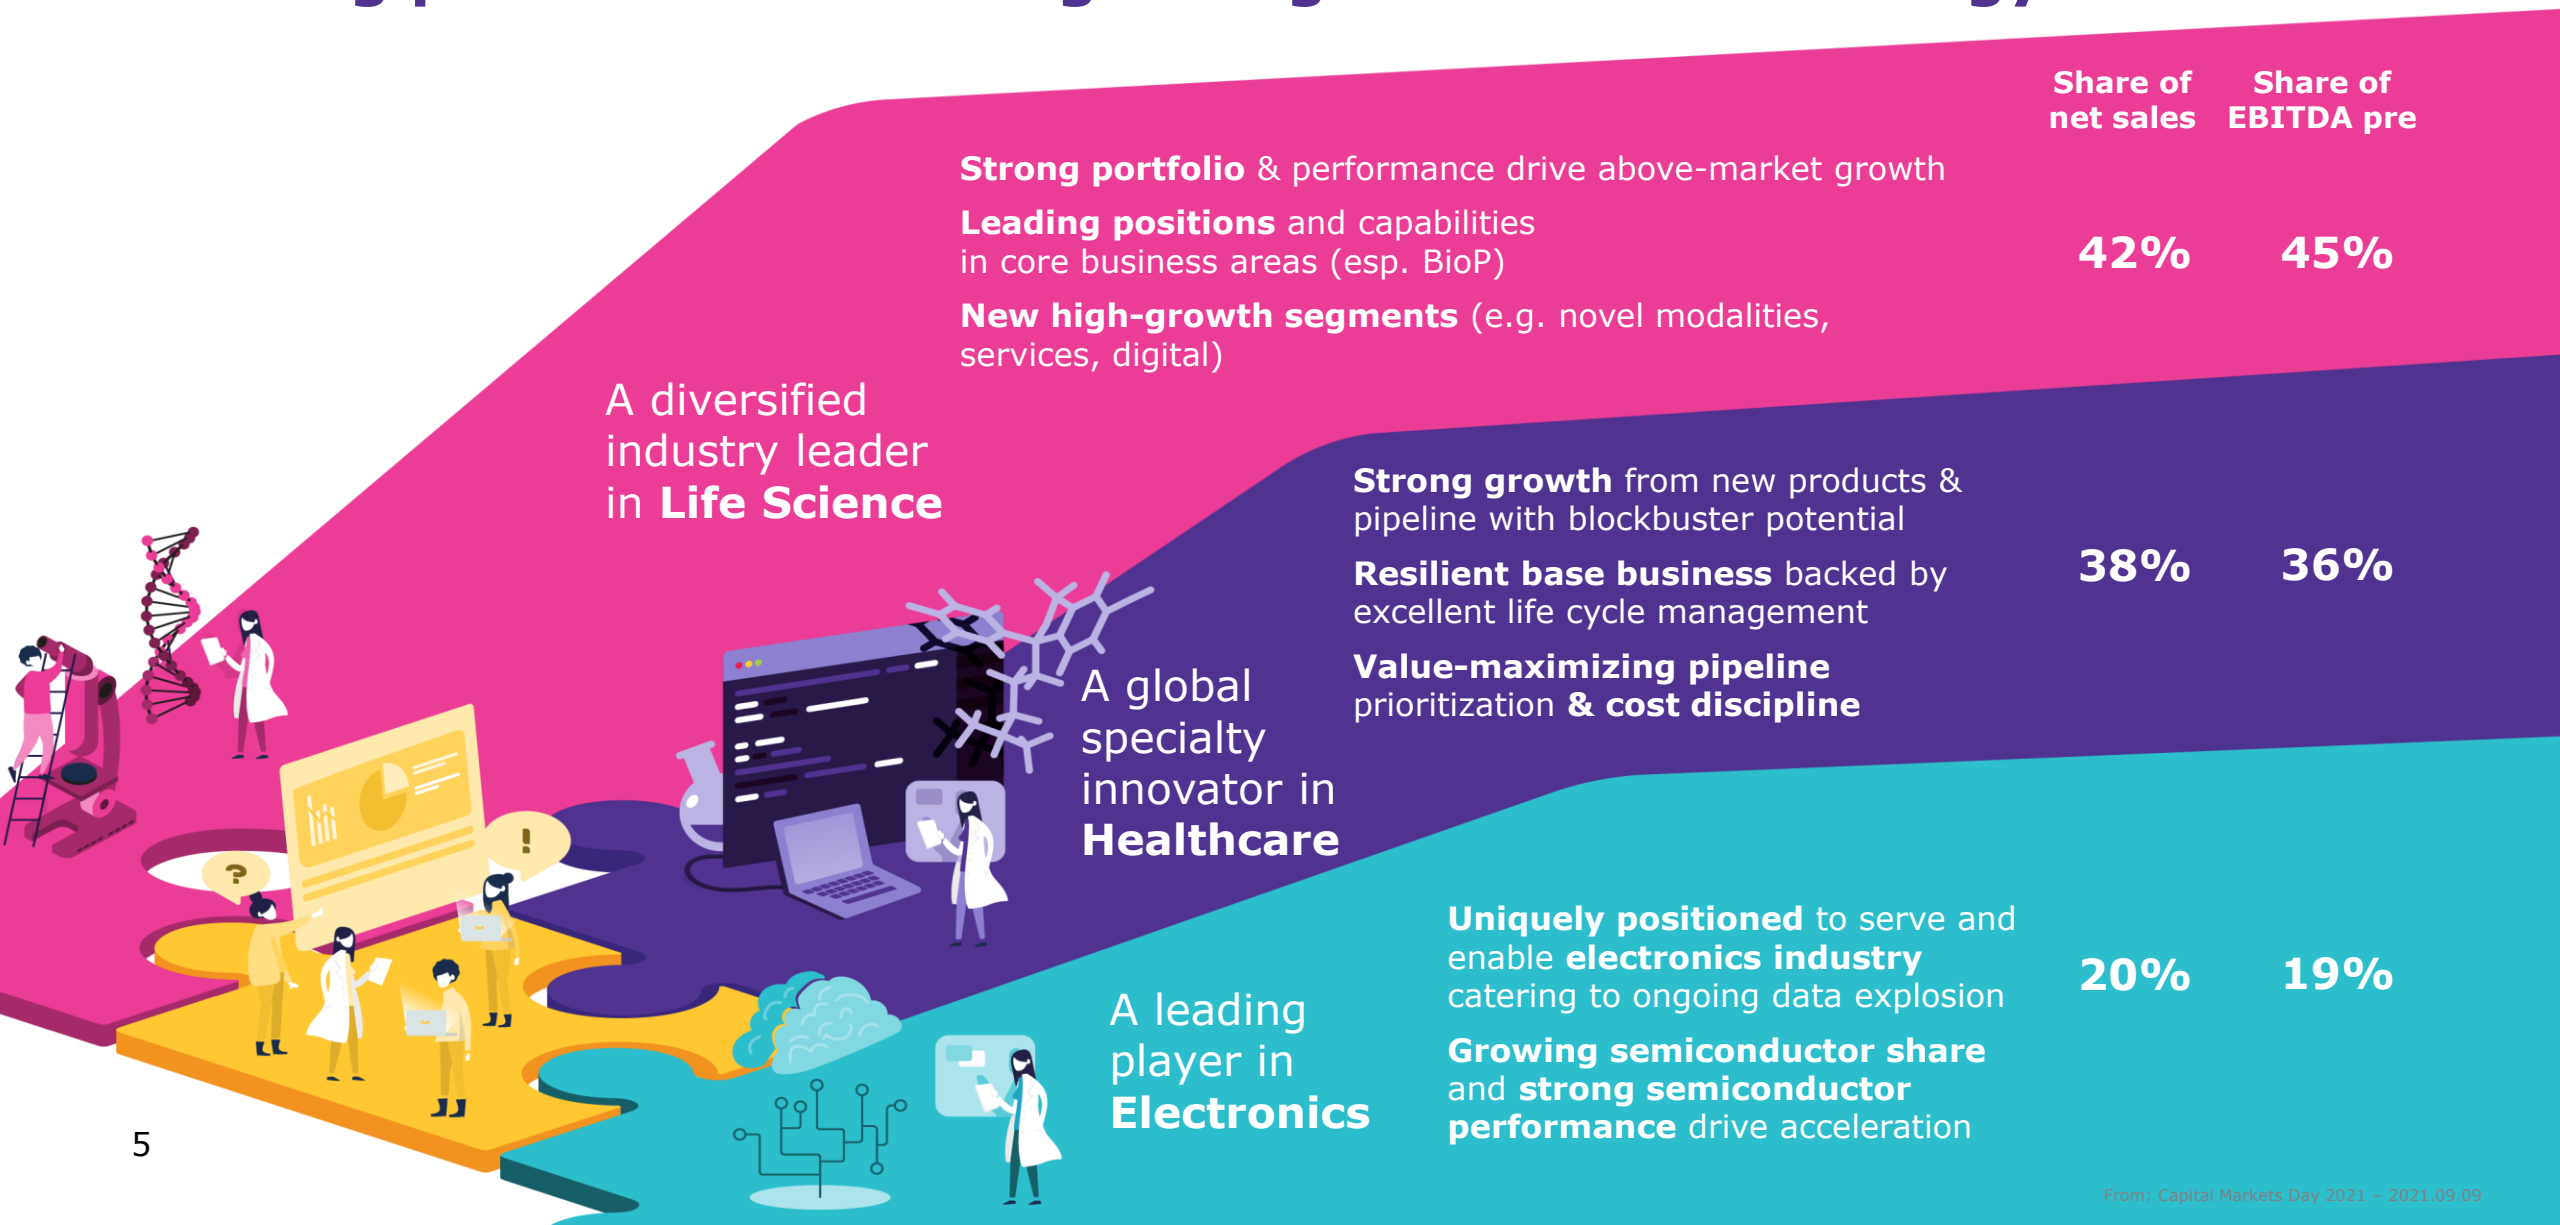 Share of
net sales
Share of
EBITDA pre
Strong portfolio & performance drive above-market growth
Leading positions and capabilities
in core business areas (esp. BioP)
New high-growth segments (e.g. novel modalities,
services, digital)
42%
45%
A diversified
industry leader
in Life Science
Strong growth from new products &
pipeline with blockbuster potential
Resilient base business backed by
excellent life cycle management
Value-maximizing pipeline
prioritization & cost discipline
38%
36%
A global
specialty
innovator in
Healthcare
Uniquely positioned to serve and
enable electronics industry
catering to ongoing data explosion
Growing semiconductor share
and strong semiconductor
performance drive acceleration
20%
19%
A leading
player in
Electronics
?
!
5
From: Capital Markets Day 2021 – 2021.09.09